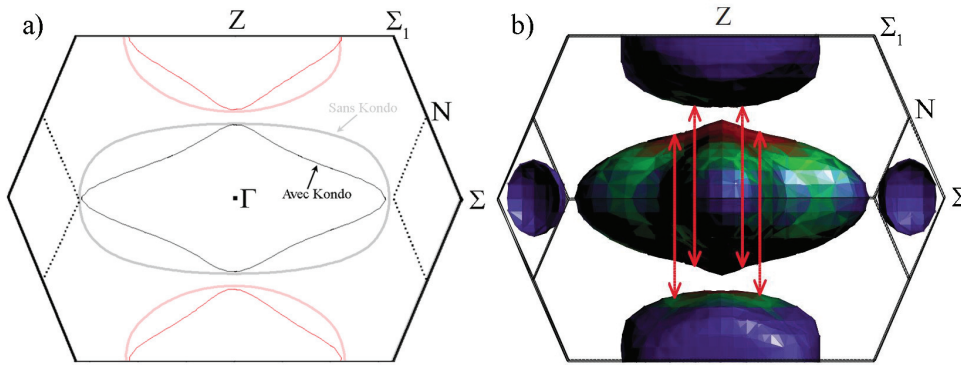 a)
Z
Σ1
Sans Kondo
N
Γ
Avec Kondo
Σ
b)
Z
Σ1
N
Σ